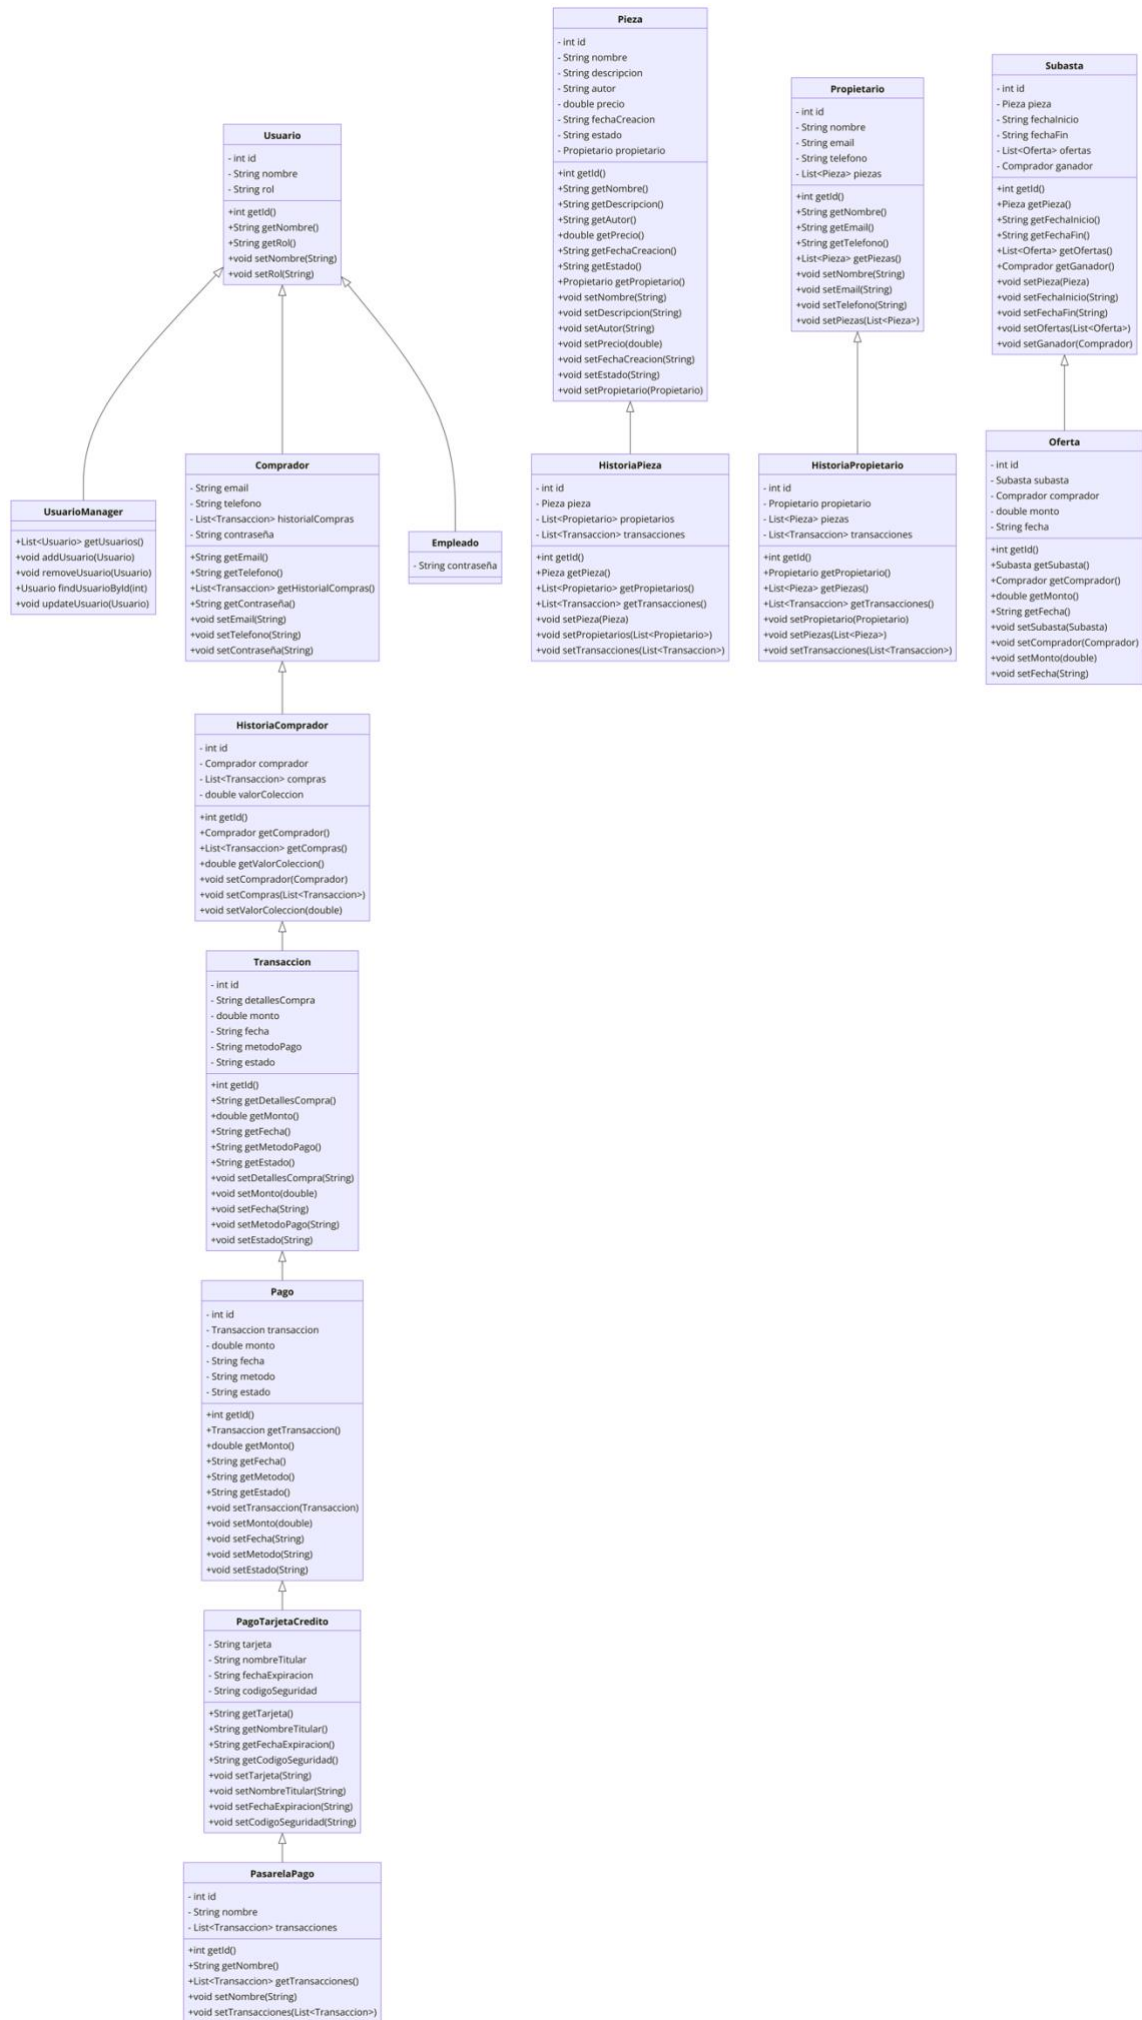 Usuario
- int id
- String nombre
- String rol
+int getId()
+String getNombre()
+String getRol()
+void setNombre(String)
+void setRol(String)
Pieza
- int id
- String nombre
- String descripcion
- String autor
- double precio
- String fechaCreacion
- String estado
- Propietario propietario
+int getId()
+String getNombre()
+String getDescripcion()
+String getAutor()
+double getPrecio()
+String getFechaCreacion()
+String getEstado()
+Propietario getPropietario()
+void setNombre(String)
+void setDescripcion(String)
+void setAutor(String)
+void setPrecio(double)
+void setFechaCreacion(String)
+void setEstado(String)
+void setPropietario(Propietario)
Propietario
- int id
- String nombre
- String email
- String telefono
- List<Pieza> piezas
+int getId()
+String getNombre()
+String getEmail()
+String getTelefono()
+List<Pieza> getPiezas()
+void setNombre(String)
+void setEmail(String)
+void setTelefono(String)
+void setPiezas(List<Pieza>)
Subasta
- int id
- Pieza pieza
- String fechaInicio
- String fechaFin
- List<Oferta> ofertas
- Comprador ganador
+int getId()
+Pieza getPieza()
+String getFechaInicio()
+String getFechaFin()
+List<Oferta> getOfertas()
+Comprador getGanador()
+void setPieza(Pieza)
+void setFechaInicio(String)
+void setFechaFin(String)
+void setOfertas(List<Oferta>)
+void setGanador(Comprador)
UsuarioManager
+List<Usuario> getUsuarios()
+void addUsuario(Usuario)
+void removeUsuario(Usuario)
+Usuario findUsuarioById(int)
+void updateUsuario(Usuario)
Comprador
- String email
- String telefono
- List<Transaccion> historialCompras
- String contraseña
+String getEmail()
+String getTelefono()
+List<Transaccion> getHistorialCompras()
+String getContraseña()
+void setEmail(String)
+void setTelefono(String)
+void setContraseña(String)
Empleado
- String contraseña
HistoriaPieza
- int id
- Pieza pieza
- List<Propietario> propietarios
- List<Transaccion> transacciones
+int getId()
+Pieza getPieza()
+List<Propietario> getPropietarios()
+List<Transaccion> getTransacciones()
+void setPieza(Pieza)
+void setPropietarios(List<Propietario>)
+void setTransacciones(List<Transaccion>)
HistoriaPropietario
- int id
- Propietario propietario
- List<Pieza> piezas
- List<Transaccion> transacciones
+int getId()
+Propietario getPropietario()
+List<Pieza> getPiezas()
+List<Transaccion> getTransacciones()
+void setPropietario(Propietario)
+void setPiezas(List<Pieza>)
+void setTransacciones(List<Transaccion>)
Oferta
- int id
- Subasta subasta
- Comprador comprador
- double monto
- String fecha
+int getId()
+Subasta getSubasta()
+Comprador getComprador()
+double getMonto()
+String getFecha()
+void setSubasta(Subasta)
+void setComprador(Comprador)
+void setMonto(double)
+void setFecha(String)
HistoriaComprador
- int id
- Comprador comprador
- List<Transaccion> compras
- double valorColeccion
+int getId()
+Comprador getComprador()
+List<Transaccion> getCompras()
+double getValorColeccion()
+void setComprador(Comprador)
+void setCompras(List<Transaccion>)
+void setValorColeccion(double)
Transaccion
- int id
- String detallesCompra
- double monto
- String fecha
- String metodoPago
- String estado
+int getId()
+String getDetallesCompra()
+double getMonto()
+String getFecha()
+String getMetodoPago()
+String getEstado()
+void setDetallesCompra(String)
+void setMonto(double)
+void setFecha(String)
+void setMetodoPago(String)
+void setEstado(String)
Pago
- int id
- Transaccion transaccion
- double monto
- String fecha
- String metodo
- String estado
+int getId()
+Transaccion getTransaccion()
+double getMonto()
+String getFecha()
+String getMetodo()
+String getEstado()
+void setTransaccion(Transaccion)
+void setMonto(double)
+void setFecha(String)
+void setMetodo(String)
+void setEstado(String)
PagoTarjetaCredito
- String tarjeta
- String nombreTitular
- String fechaExpiracion
- String codigoSeguridad
+String getTarjeta()
+String getNombreTitular()
+String getFechaExpiracion()
+String getCodigoSeguridad()
+void setTarjeta(String)
+void setNombreTitular(String)
+void setFechaExpiracion(String)
+void setCodigoSeguridad(String)
PasarelaPago
- int id
- String nombre
- List<Transaccion> transacciones
+int getId()
+String getNombre()
+List<Transaccion> getTransacciones()
+void setNombre(String)
+void setTransacciones(List<Transaccion>)